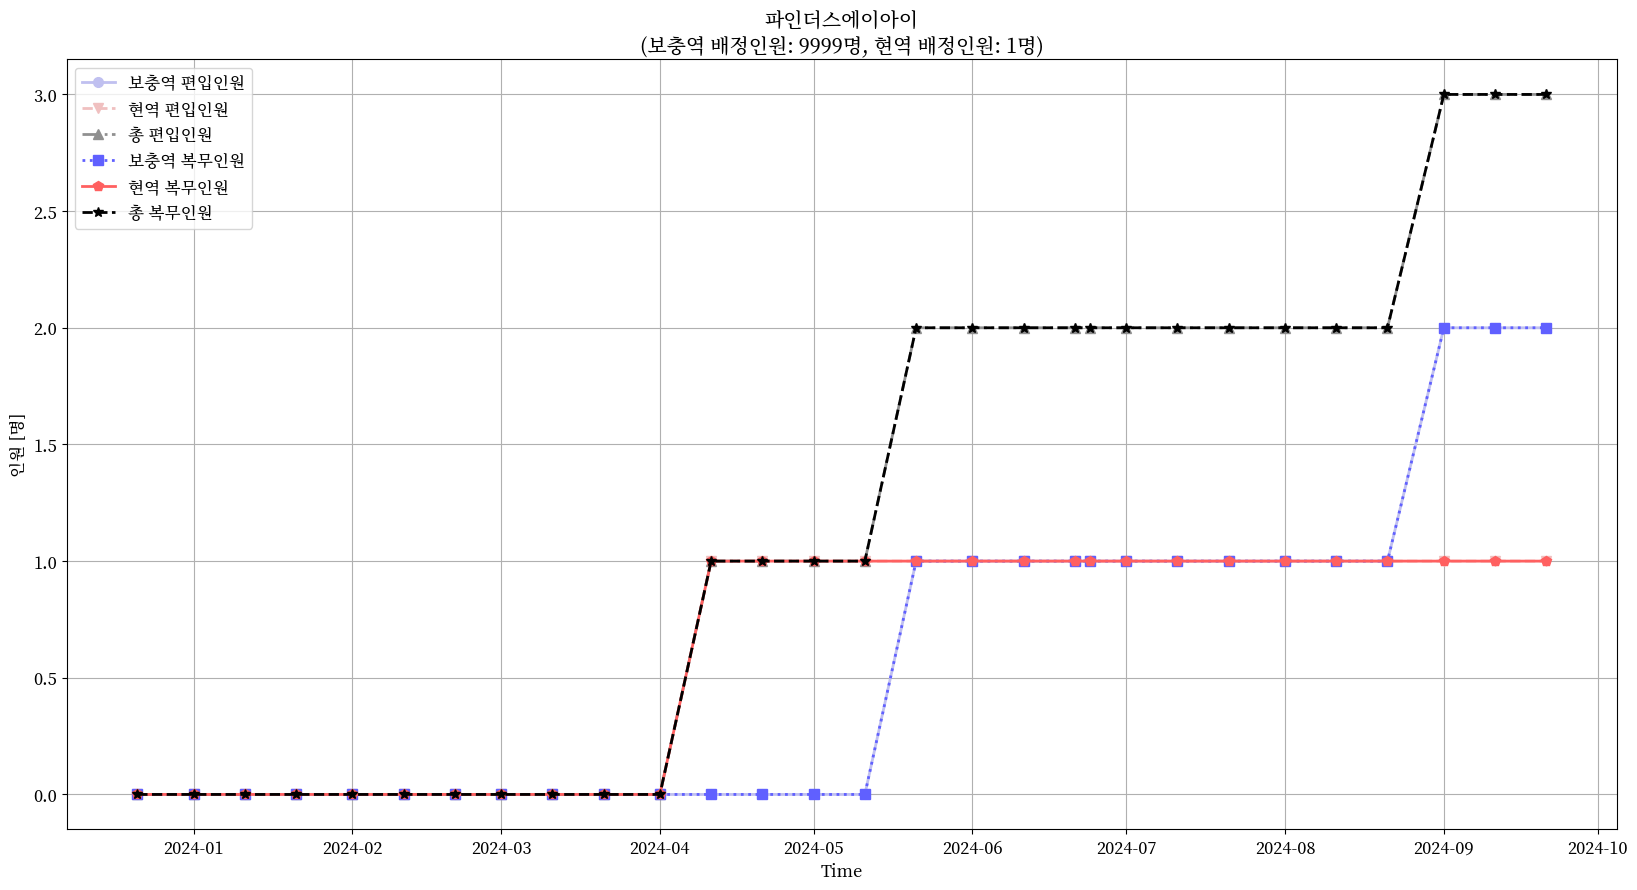 파인더스에이아이
(보충역 배정인원: 9999명, 현역 배정인원: 1명)
보충역 편입인원
현역 편입인원
총 편입인원
보충역 복무인원
현역 복무인원
총 복무인원
인원 [명]
3.0
2.5
2.0
1.5
1.0
0.5
0.0
2024-01
2024-02
2024-03
2024-04
2024-05
2024-06
2024-07
2024-08
2024-09
2024-10
Time